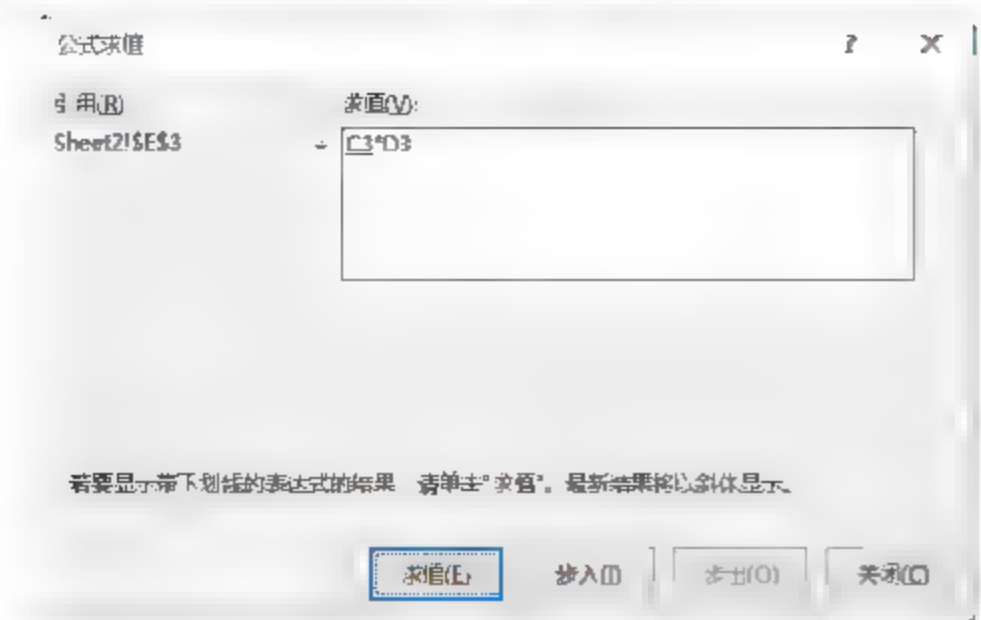 公式求值
引用(R)
求值(V):
Sheet2!$E$3
C3*D3
若要显示带下划线的表达式的结果，请单击"求值"。最新结果将以斜体显示。
求值(E)
步入(I)
步出(O)
关闭(C)